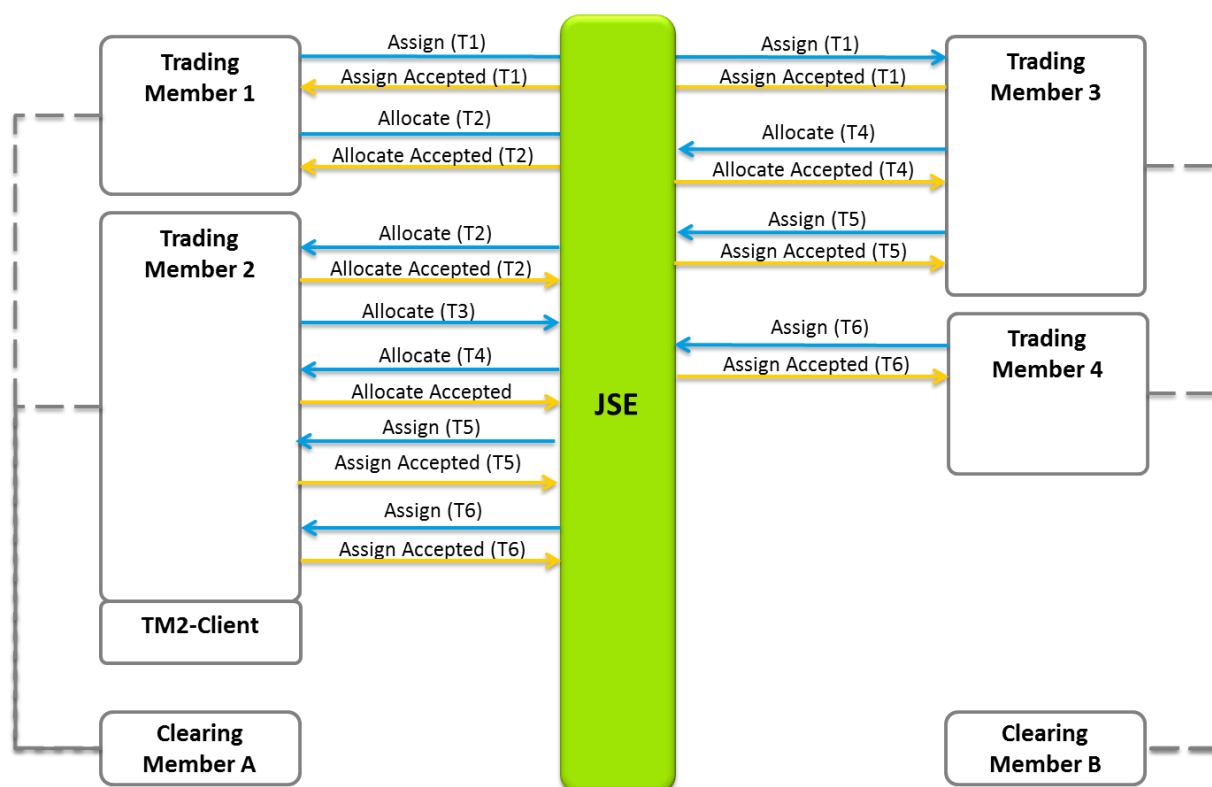 Trading
Member 1
Assign (T1)
Assign Accepted (T1)
Allocate (T2)
Allocate Accepted (T2)
Trading
Member 2
Allocate (T2)
Allocate Accepted (T2)
Allocate (T3)
Allocate (T4)
Allocate Accepted
Assign (T5)
Assign Accepted (T5)
Assign (T6)
Assign Accepted (T6)
TM2-Client
Clearing
Member A
JSE
Assign (T1)
Assign Accepted (T1)
Allocate (T4)
Allocate Accepted (T4)
Assign (T5)
Assign Accepted (T5)
Trading
Member 3
Assign (T6)
Assign Accepted (T6)
Trading
Member 4
Clearing
Member B